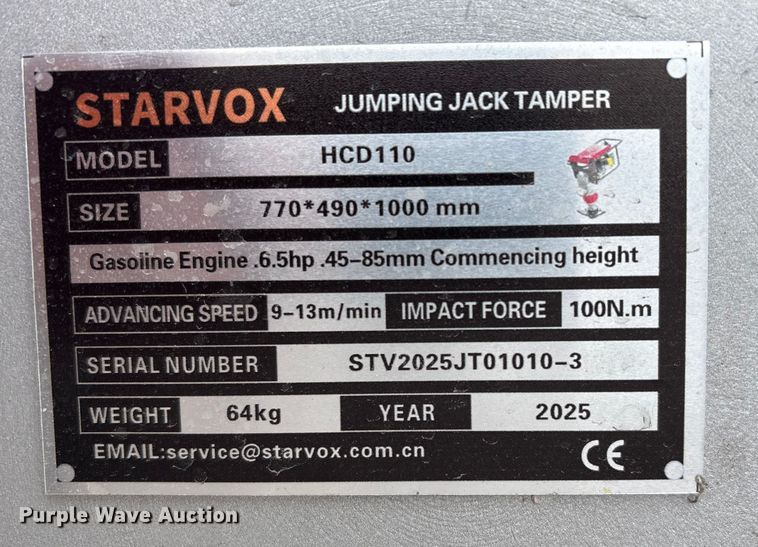 STARVOX JUMPING JACK TAMPER
MODEL HCD110
SIZE 770*490*1000 mm
Gasoiine Engine .6.5hp .45-85mm Commencing height
ADVANCING SPEED 9-13m/min IMPACT FORCE 100N.m
SERIAL NUMBER STV2025JT01010-3
WEIGHT 64kg YEAR 2025
EMAIL:service@starvox.com.cn CE
Purple Wave Auction